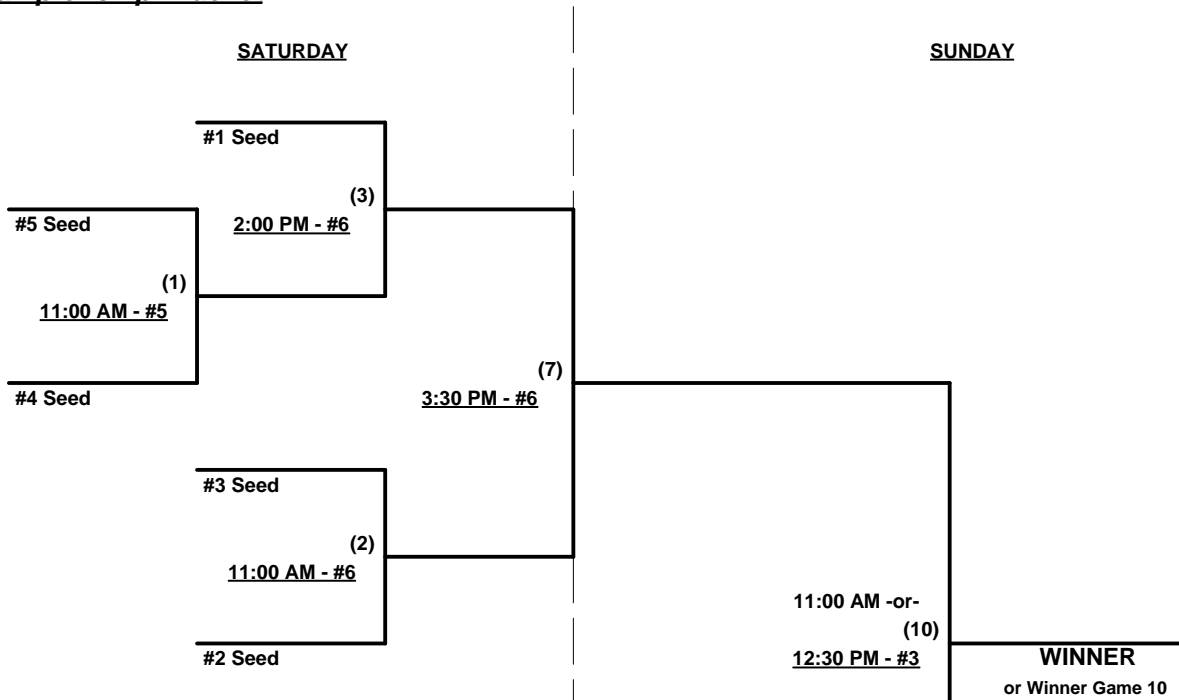 SATURDAY
SUNDAY
#1 Seed
(3)
2:00 PM - #6
#5 Seed
(1)
11:00 AM - #5
#4 Seed
(7)
3:30 PM - #6
#3 Seed
(2)
11:00 AM - #6
#2 Seed
11:00 AM -or-
(10)
12:30 PM - #3
WINNER
or Winner Game 10